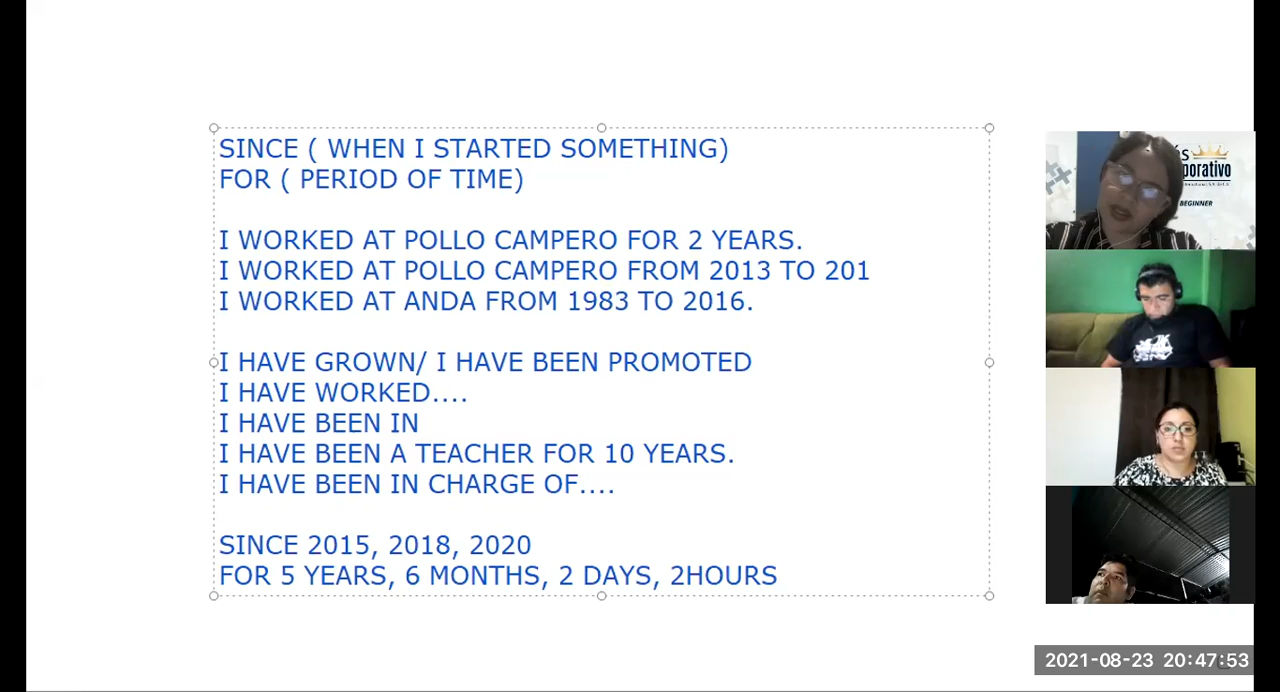 SINCE ( WHEN I STARTED SOMETHING)
FOR ( PERIOD OF TIME)
I WORKED AT POLLO CAMPERO FOR 2 YEARS.
I WORKED AT POLLO CAMPERO FROM 2013 TO 201
I WORKED AT ANDA FROM 1983 TO 2016.
I HAVE GROWN/ I HAVE BEEN PROMOTED
I HAVE WORKED....
I HAVE BEEN IN
I HAVE BEEN A TEACHER FOR 10 YEARS.
I HAVE BEEN IN CHARGE OF....
SINCE 2015, 2018, 2020
FOR 5 YEARS, 6 MONTHS, 2 DAYS, 2HOURS
BEGINNER
2021-08-23 20:47:53